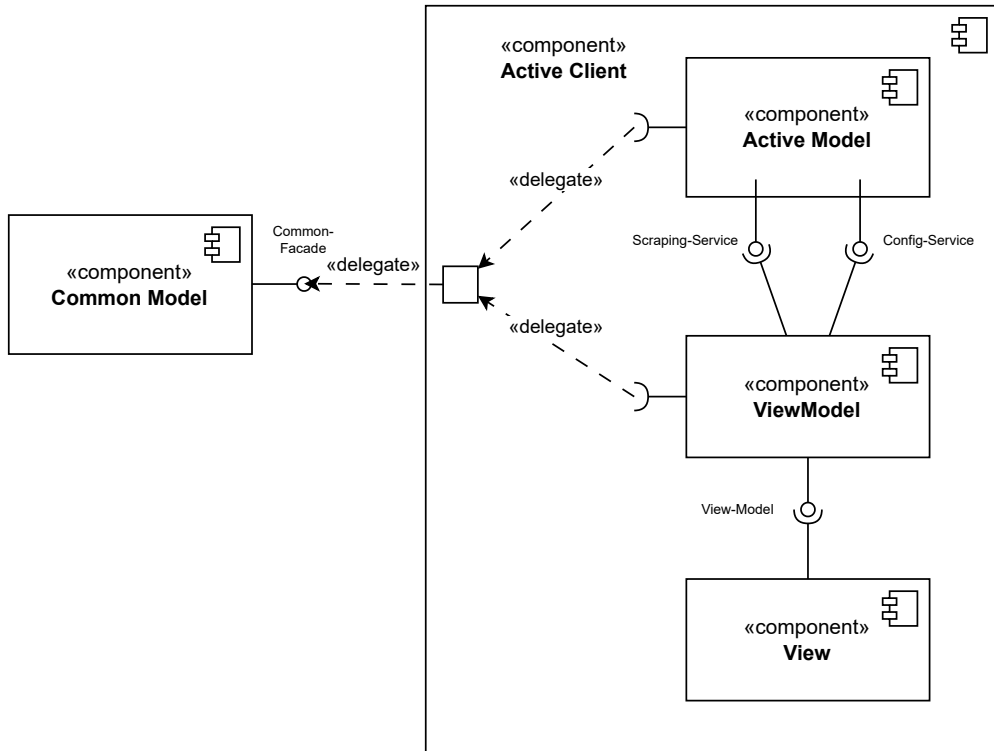 «component»
Active Client
«component»
Active Model
«delegate»
Scraping-Service
Config-Service
Common-
Facade
«delegate»
«component»
Common Model
«delegate»
«component»
ViewModel
View-Model
«component»
View